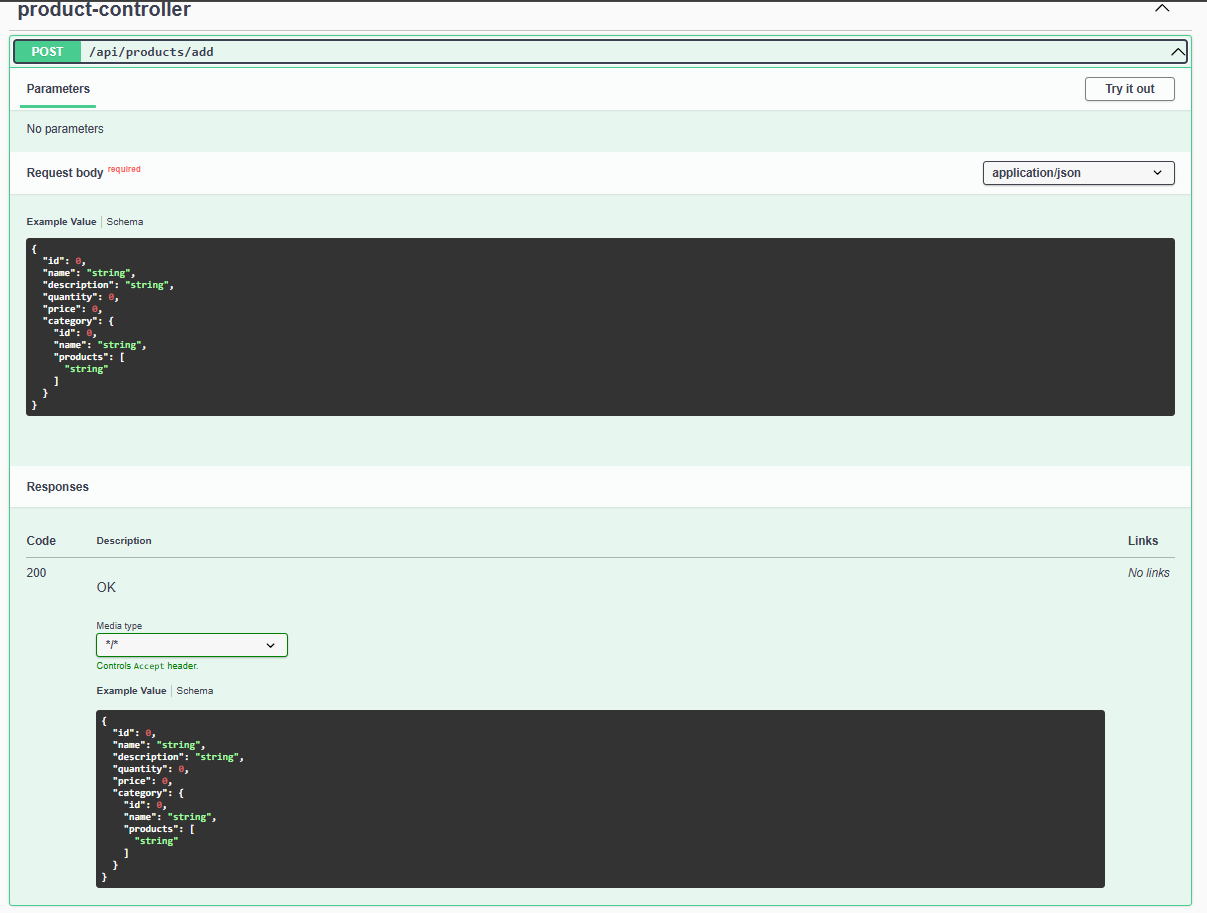 product-controller
POST /api/products/add
Parameters Try it out
No parameters
Request body required application/json
Example Value Schema
{
  "id": 0,
  "name": "string",
  "description": "string",
  "quantity": 0,
  "price": 0,
  "category": {
    "id": 0,
    "name": "string",
    "products": [
      "string"
    ]
  }
}
Responses
Code Description Links
200 No links
OK
Media type
*/*
Controls Accept header.
Example Value Schema
{
  "id": 0,
  "name": "string",
  "description": "string",
  "quantity": 0,
  "price": 0,
  "category": {
    "id": 0,
    "name": "string",
    "products": [
      "string"
    ]
  }
}